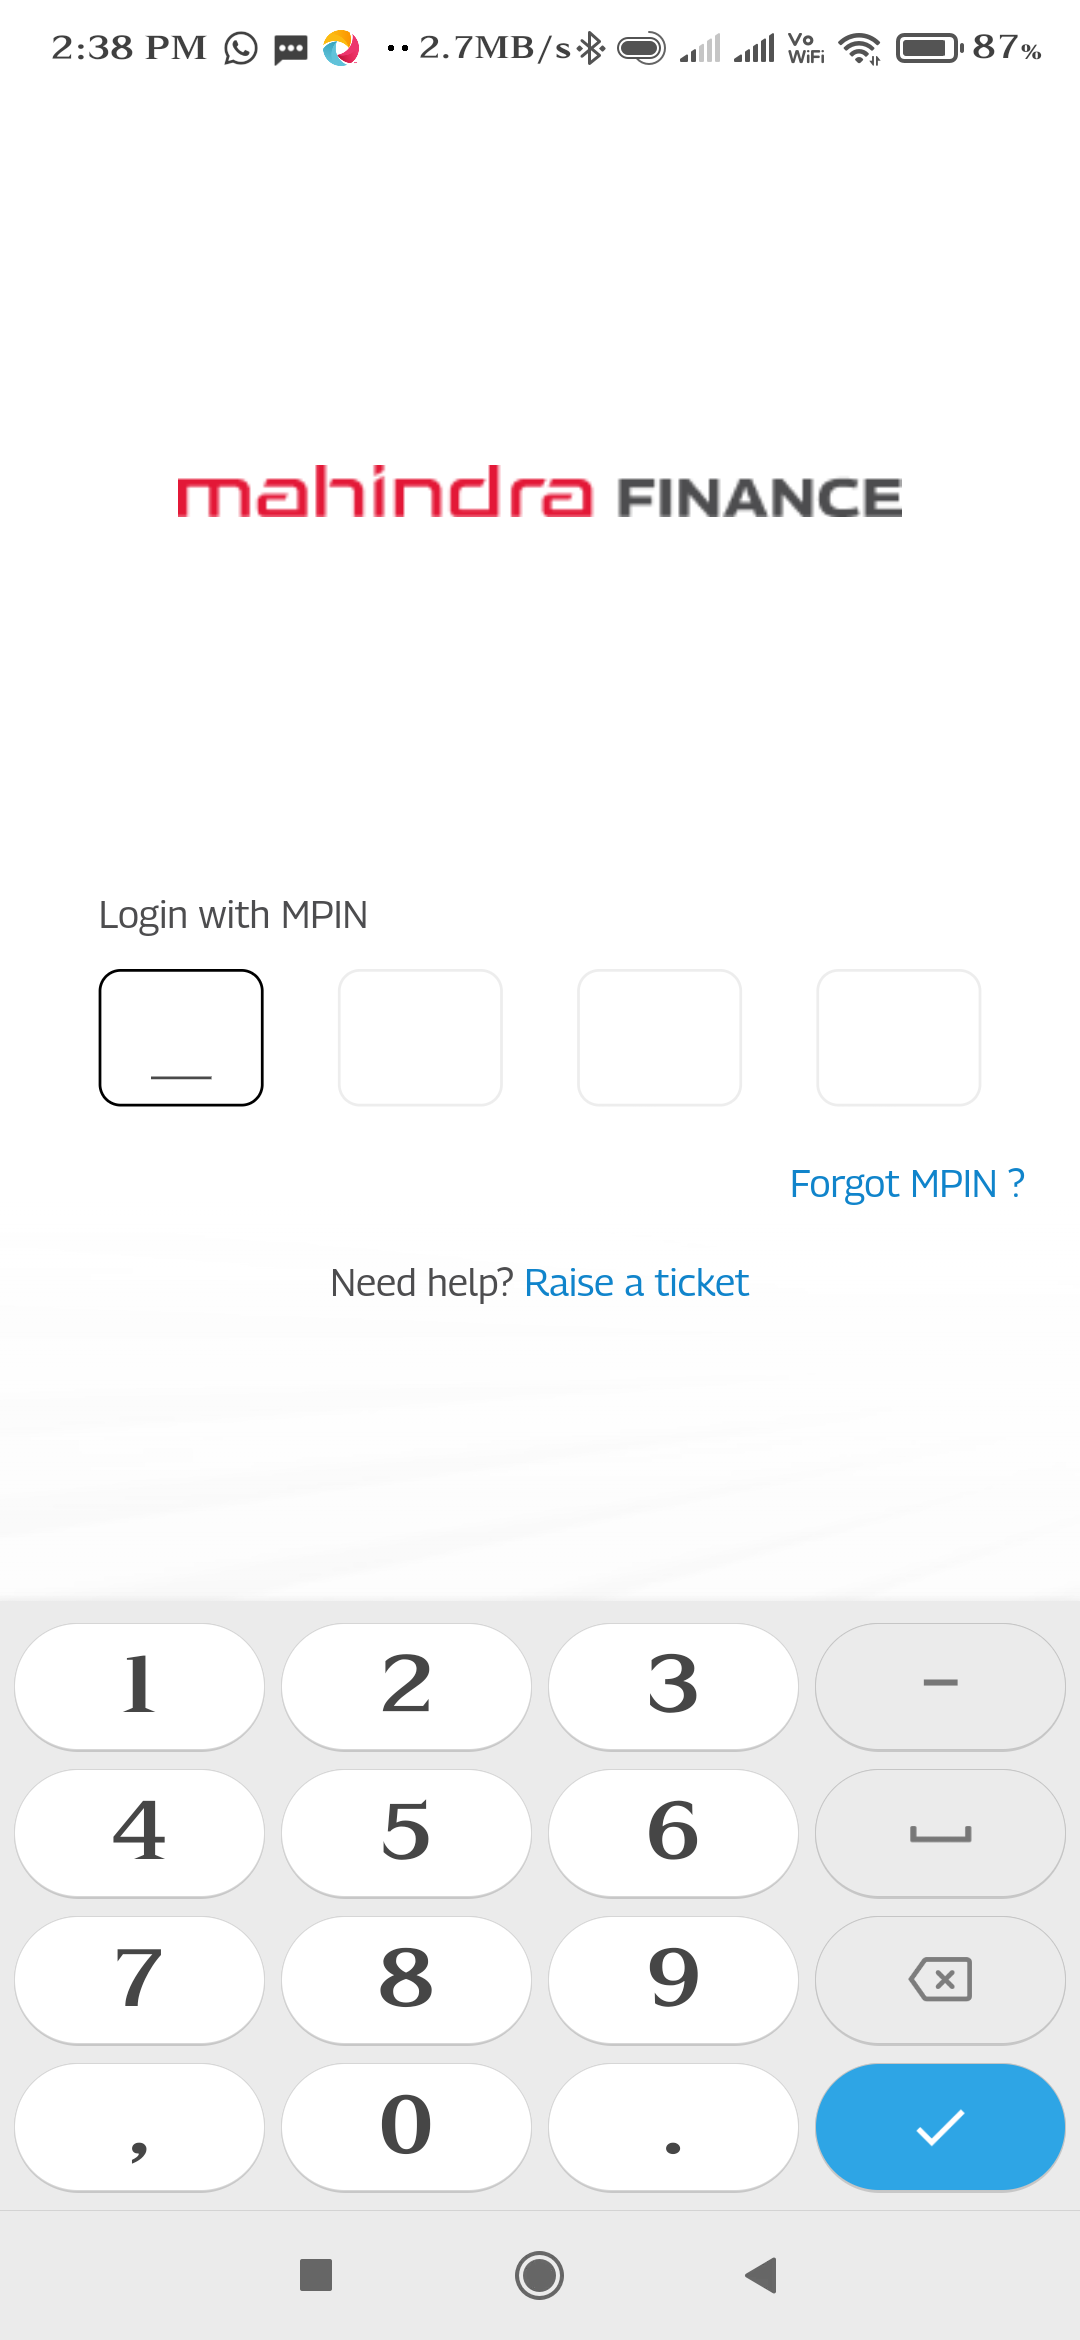 2:38 PM 2.7MB/s Vo WiFi 87%
mahindra FINANCE
Login with MPIN
Forgot MPIN ?
Need help? Raise a ticket
1 2 3 -
4 5 6
7 8 9
, 0 .